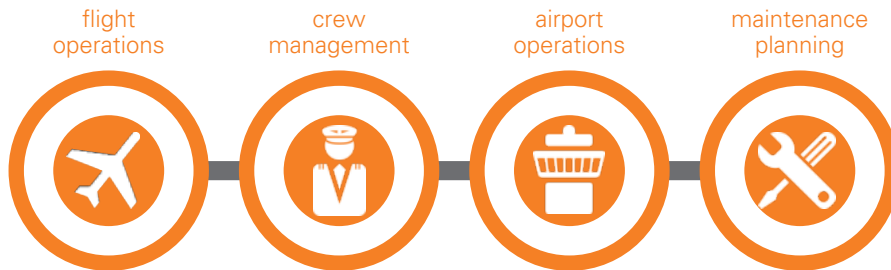 flight
operations
crew
management
airport
operations
maintenance
planning